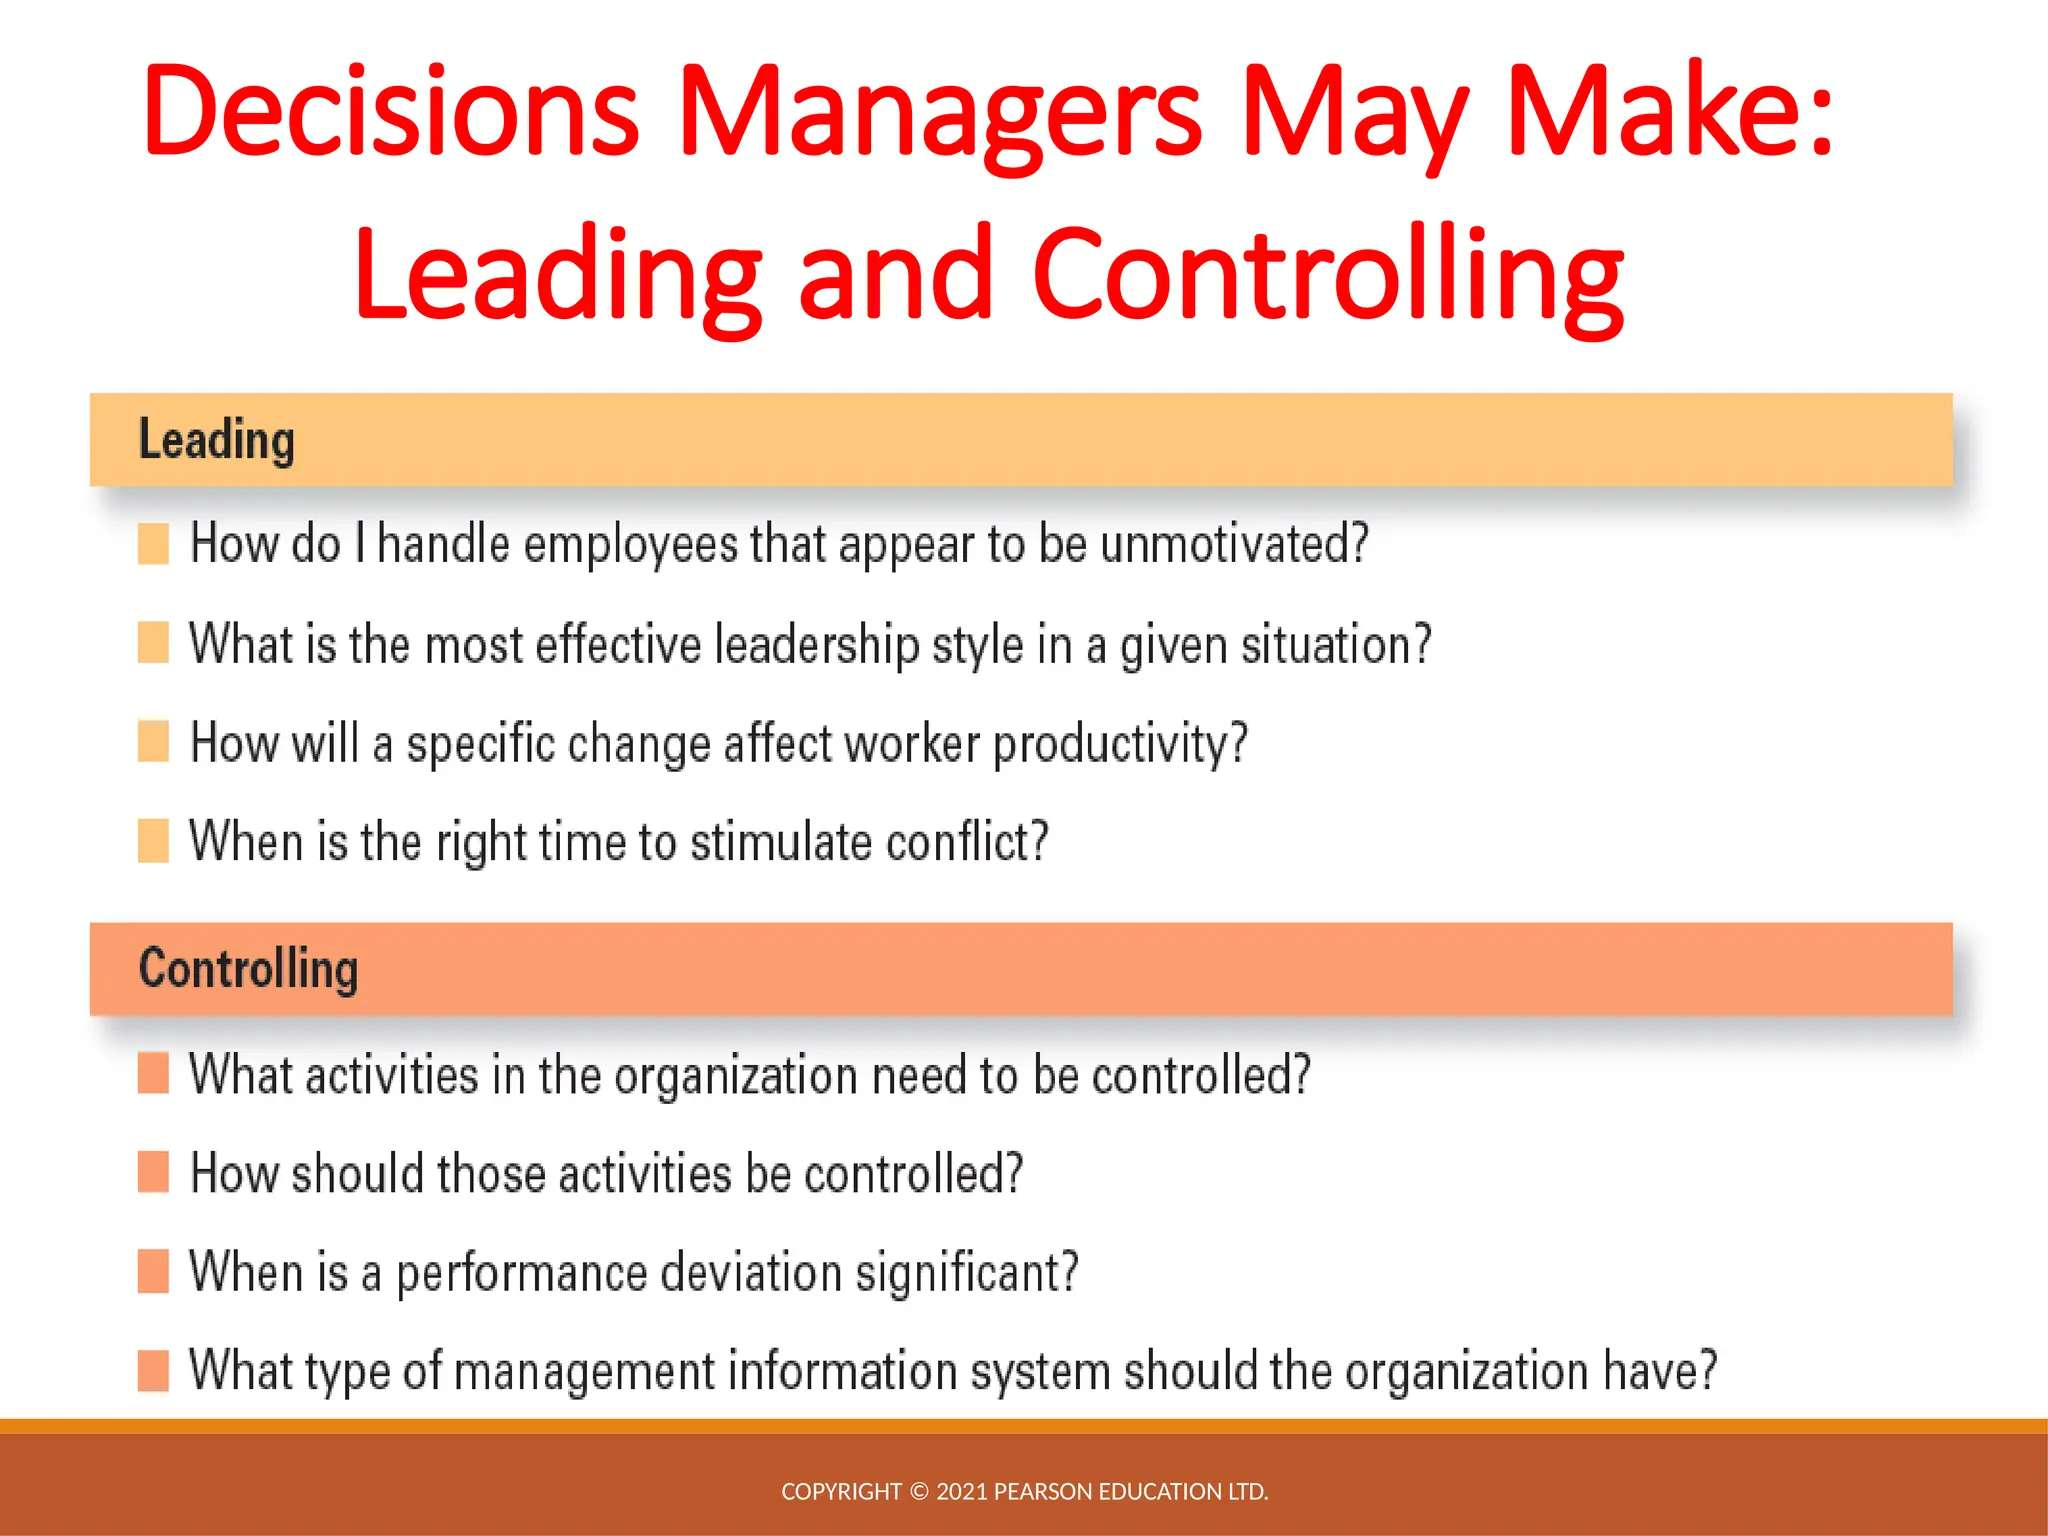 Decisions Managers May Make:
Leading and Controlling
Leading
How do I handle employees that appear to be unmotivated?
What is the most effective leadership style in a given situation?
How will a specific change affect worker productivity?
When is the right time to stimulate conflict?
Controlling
What activities in the organization need to be controlled?
How should those activities be controlled?
When is a performance deviation significant?
What type of management information system should the organization have?
COPYRIGHT © 2021 PEARSON EDUCATION LTD.